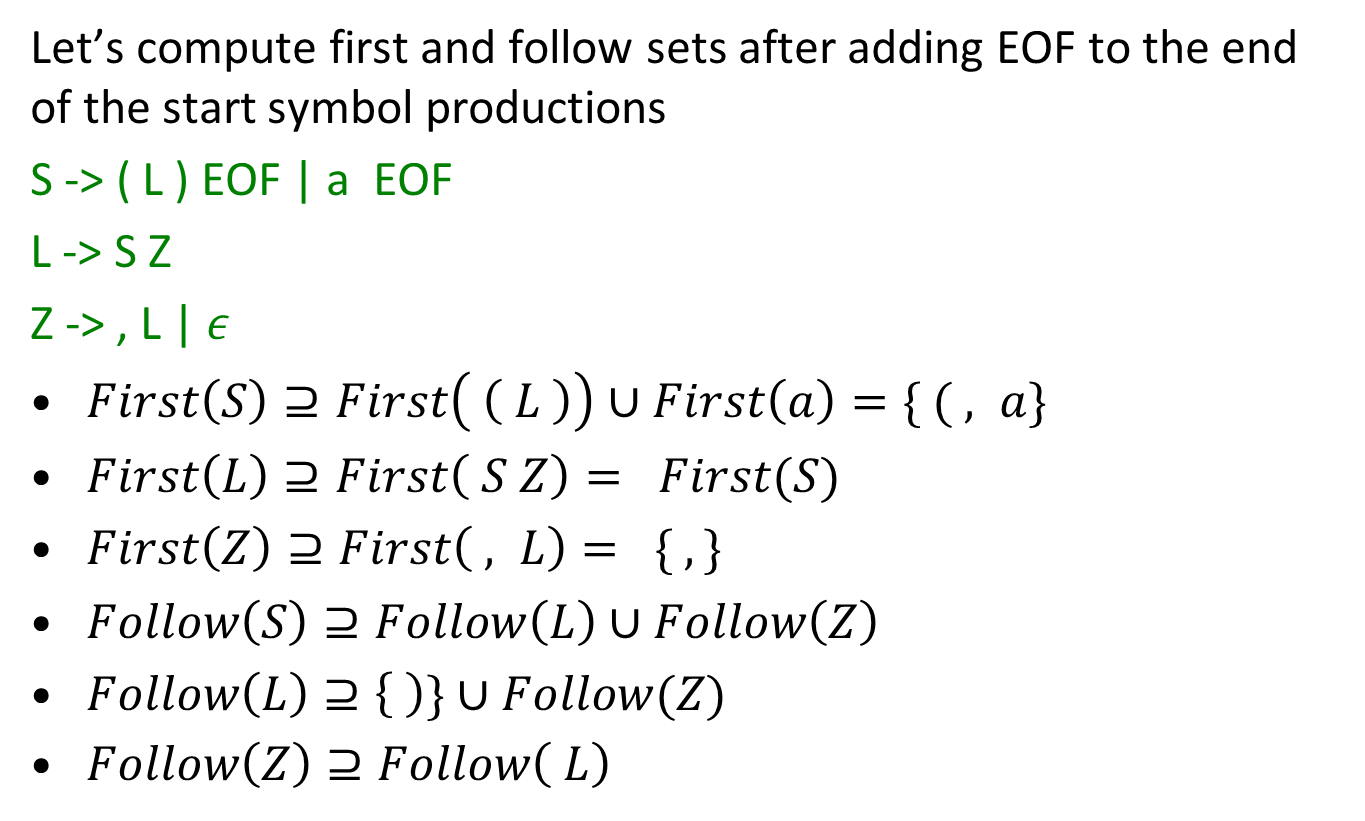 Let’s compute first and follow sets after adding EOF to the end
of the start symbol productions
S -> ( L ) EOF | a EOF
L -> S Z
Z -> , L | ϵ
• First(S) ⊇ First( ( L )) ∪ First(a) = { (, a}
• First(L) ⊇ First( S Z) = First(S)
• First(Z) ⊇ First( , L) = { ,}
• Follow(S) ⊇ Follow(L) ∪ Follow(Z)
• Follow(L) ⊇ { )} ∪ Follow(Z)
• Follow(Z) ⊇ Follow( L)